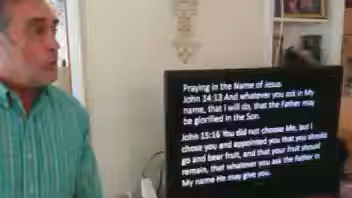 Praying in the Name of Jesus
John 14:13 And whatever you ask in My
name, that I will do, that the Father may
be glorified in the Son.
John 15:16 You did not choose Me, but I
chose you and appointed you that you should
go and bear fruit, and that your fruit should
remain, that whatever you ask the Father in
My name He may give you.